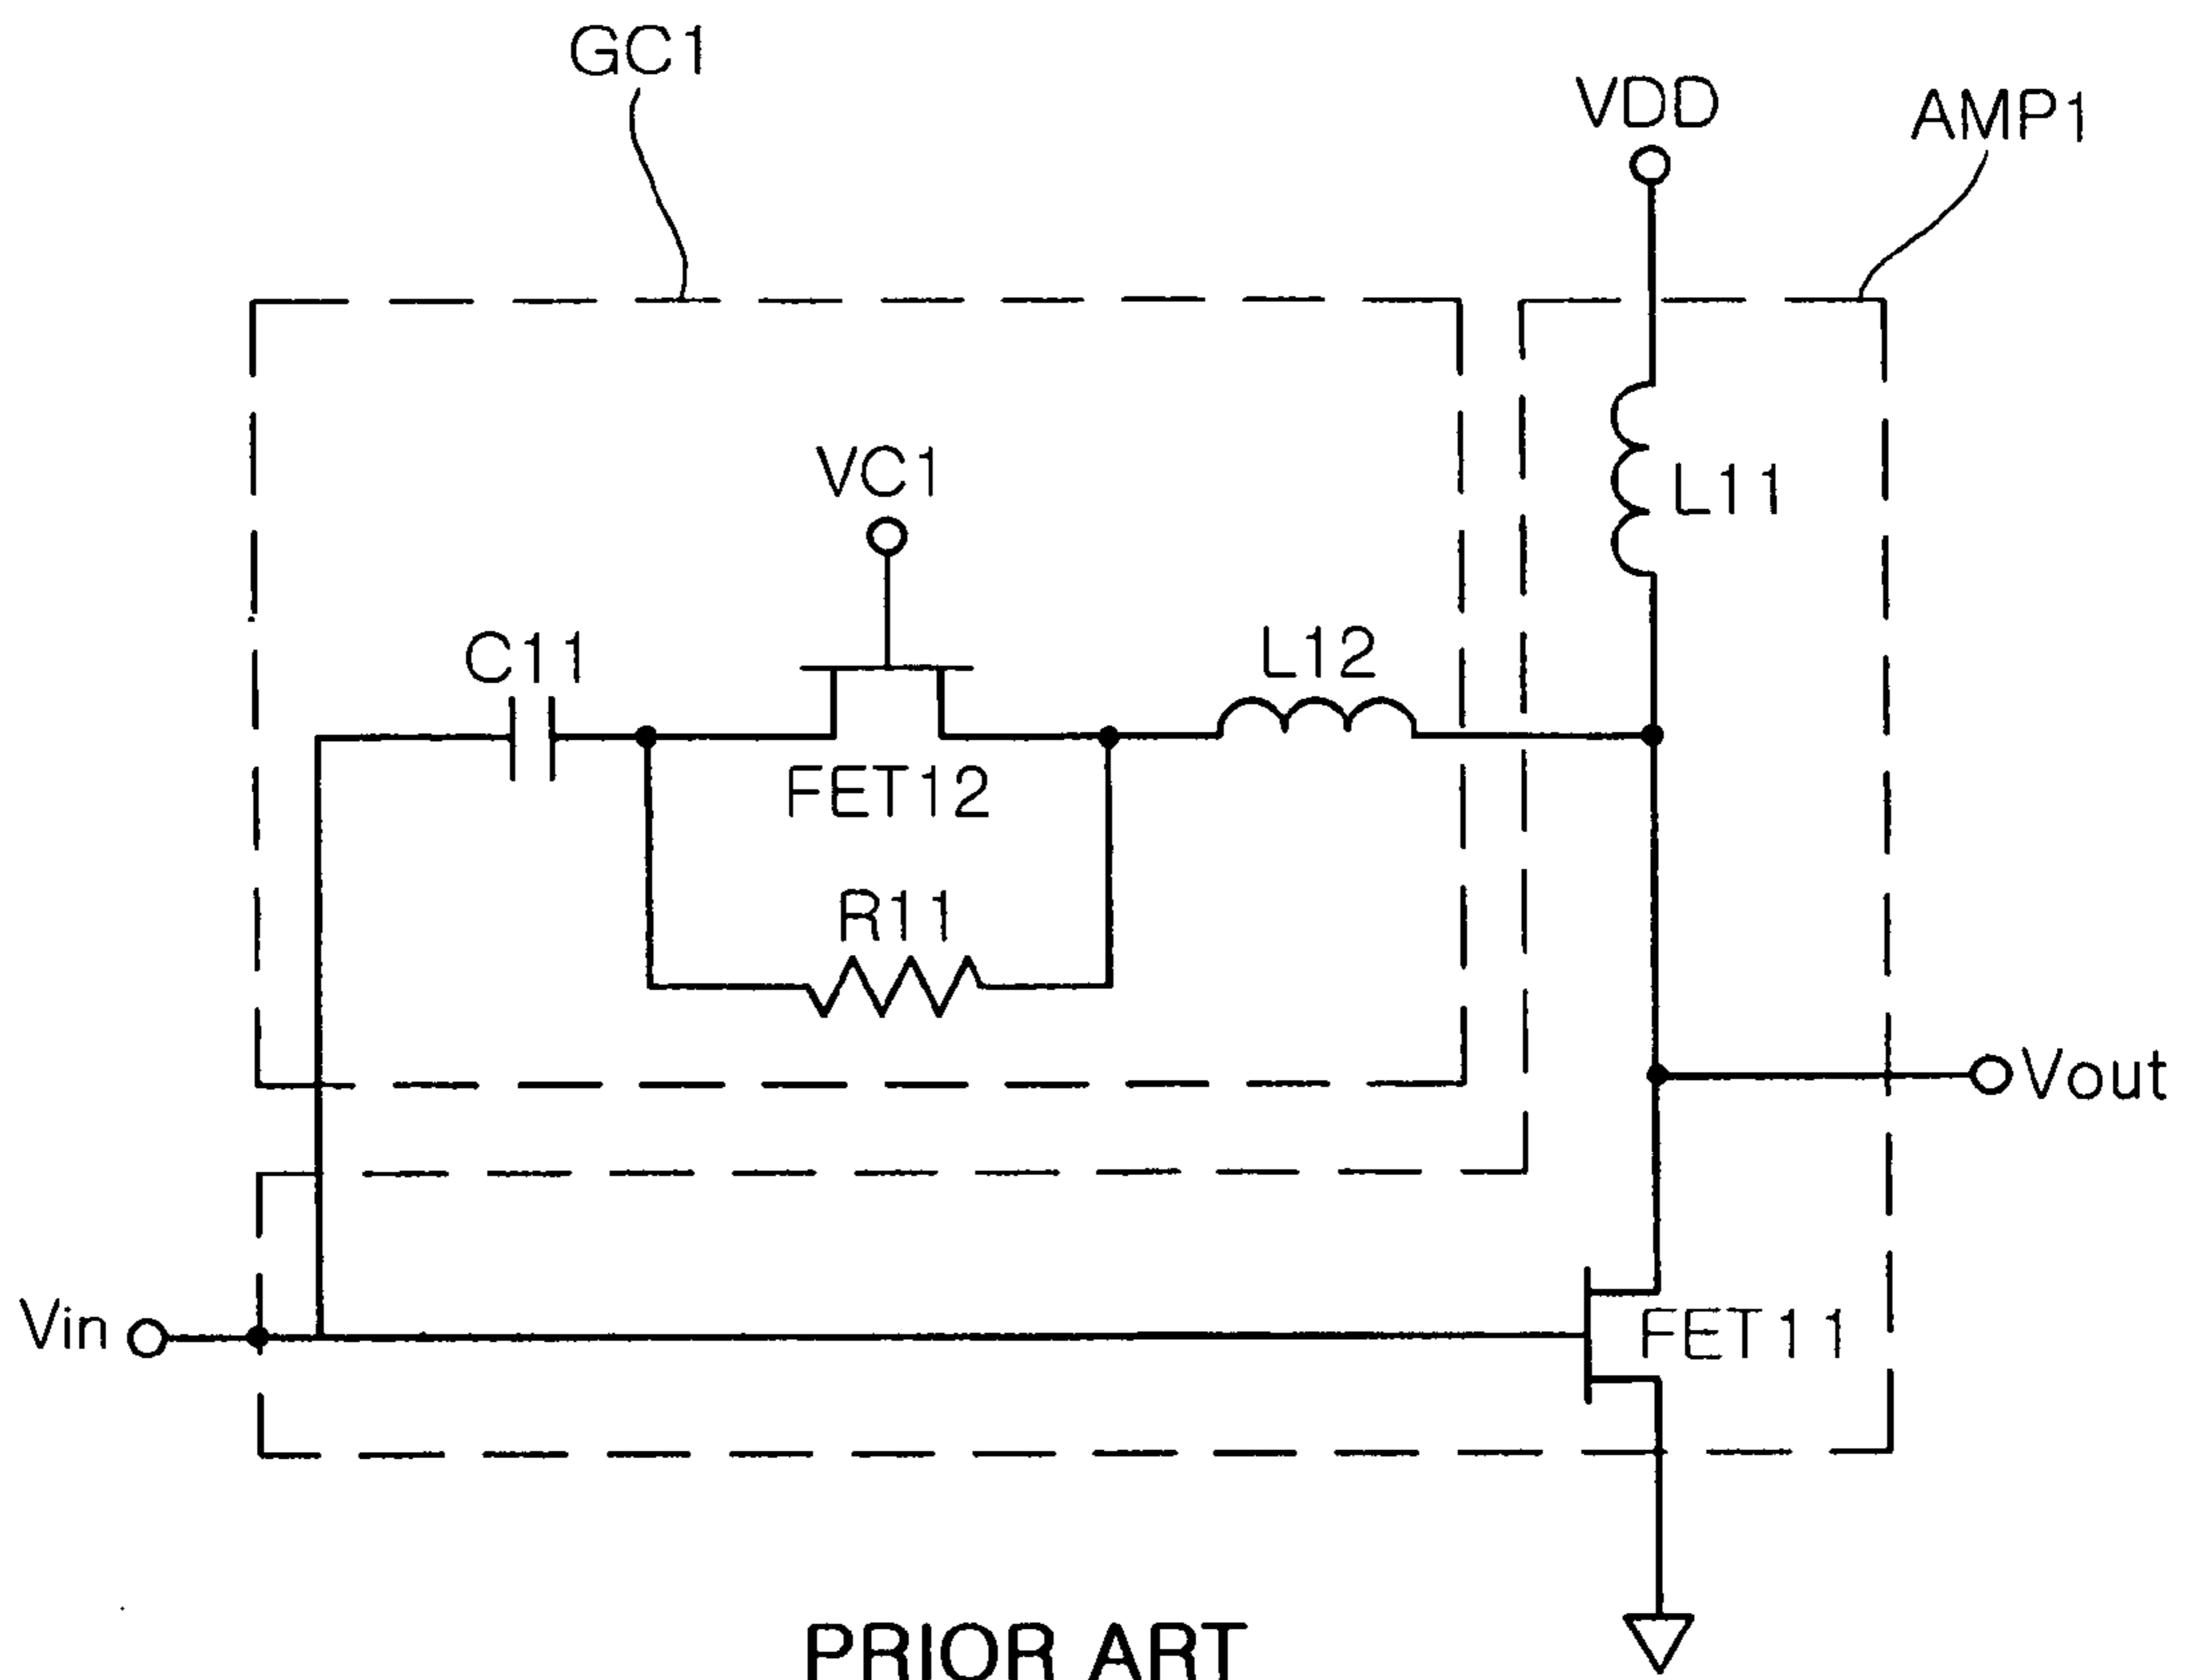 GC1
VDD
AMP1
VC1
L11
C11
L12
FET12
R11
Vout
Vin
FET11
PRIOR ART